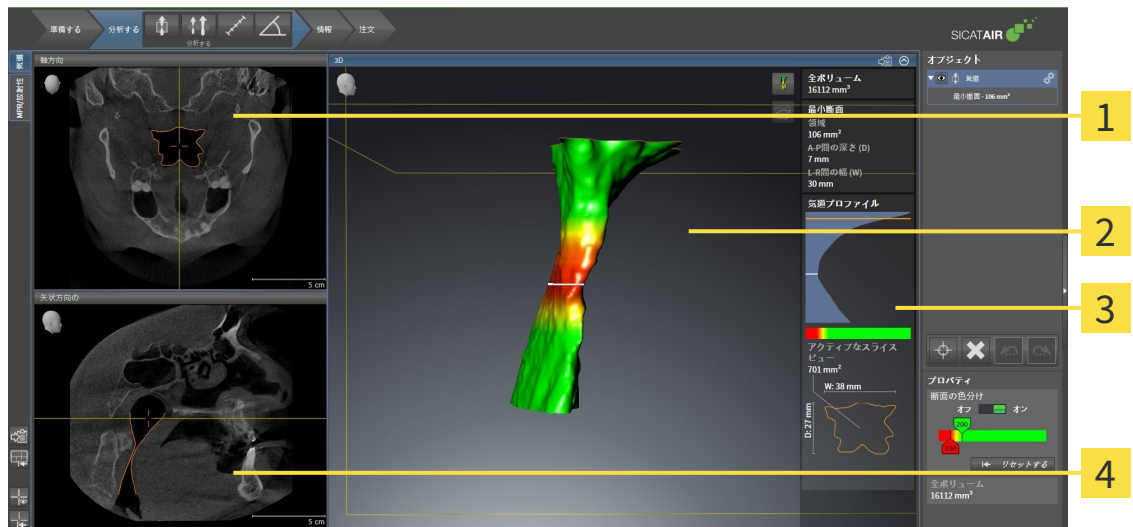 準備する
分析する
分析する
情報
注文
SICATAIR
気道
MPR/放射性
軸方向
5 cm
矢状方向の
5 cm
3D
全ボリューム
16112 mm³
最小断面
領域
106 mm²
A-P間の深さ (D)
7 mm
L-R間の幅 (W)
30 mm
気道プロファイル
アクティブなスライス
ビュー
701 mm²
W: 38 mm
D: 27 mm
オブジェクト
気道
最小断面 - 106 mm²
プロパティ
断面の色分け
オフ オン
200
100
リセットする
全ボリューム
16112 mm³
1
2
3
4